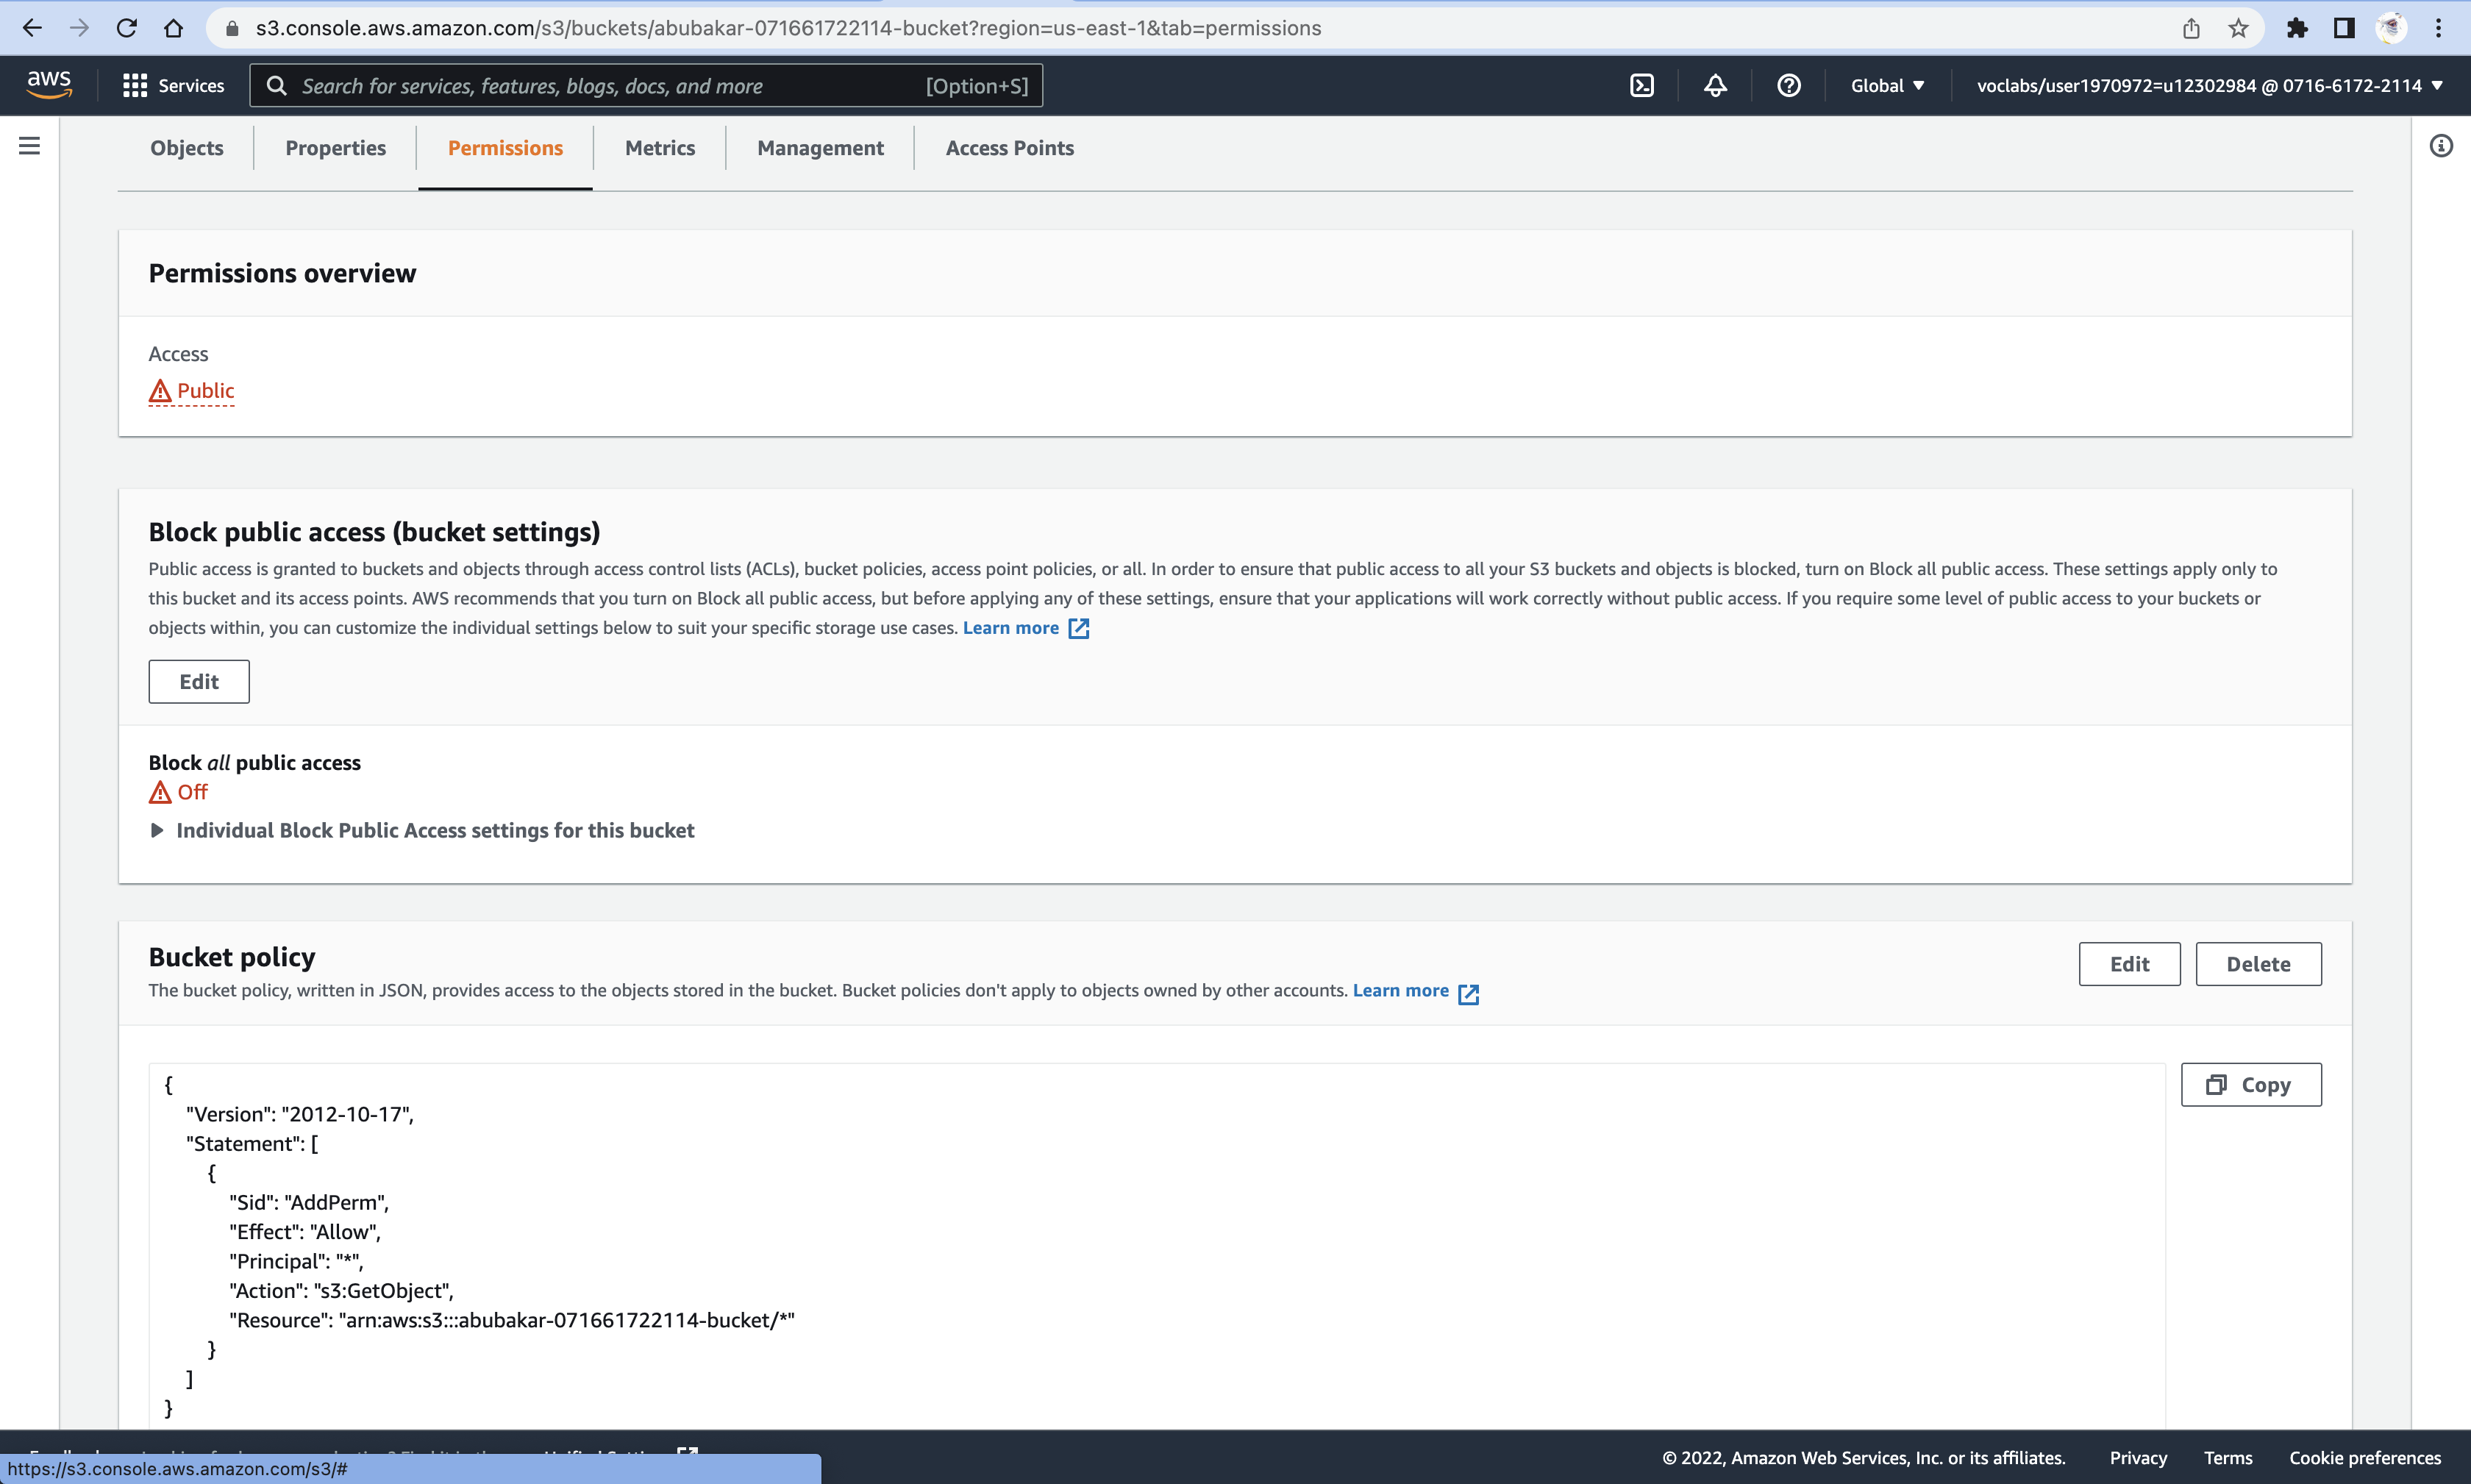 s3.console.aws.amazon.com/s3/buckets/abubakar-071661722114-bucket?region=us-east-1&tab=permissions
aws Services Search for services, features, blogs, docs, and more [Option+S] Global voclabs/user1970972=u12302984 @ 0716-6172-2114
Objects Properties Permissions Metrics Management Access Points
Permissions overview
Access
Public
Block public access (bucket settings)
Public access is granted to buckets and objects through access control lists (ACLs), bucket policies, access point policies, or all. In order to ensure that public access to all your S3 buckets and objects is blocked, turn on Block all public access. These settings apply only to
this bucket and its access points. AWS recommends that you turn on Block all public access, but before applying any of these settings, ensure that your applications will work correctly without public access. If you require some level of public access to your buckets or
objects within, you can customize the individual settings below to suit your specific storage use cases. Learn more
Edit
Block all public access
Off
Individual Block Public Access settings for this bucket
Bucket policy
Edit Delete
The bucket policy, written in JSON, provides access to the objects stored in the bucket. Bucket policies don't apply to objects owned by other accounts. Learn more
Copy
{
"Version": "2012-10-17",
"Statement": [
{
"Sid": "AddPerm",
"Effect": "Allow",
"Principal": "*",
"Action": "s3:GetObject",
"Resource": "arn:aws:s3:::abubakar-071661722114-bucket/*"
}
]
}
© 2022, Amazon Web Services, Inc. or its affiliates. Privacy Terms Cookie preferences
https://s3.console.aws.amazon.com/s3/#